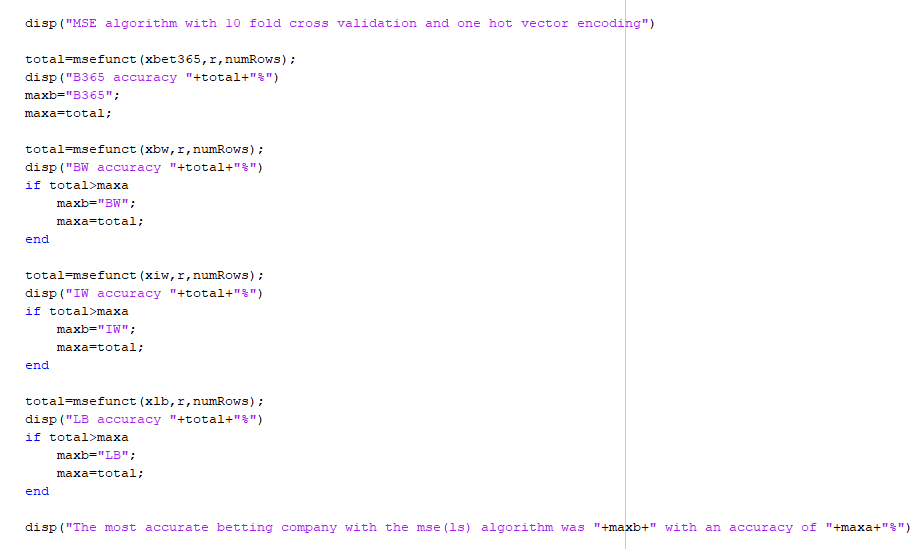 disp("MSE algorithm with 10 fold cross validation and one hot vector encoding")
total=msefunct(xbet365,r,numRows);
disp("B365 accuracy "+total+"%")
maxb="B365";
maxa=total;
total=msefunct(xbw,r,numRows);
disp("BW accuracy "+total+"%")
if total>maxa
    maxb="BW";
    maxa=total;
end
total=msefunct(xiw,r,numRows);
disp("IW accuracy "+total+"%")
if total>maxa
    maxb="IW";
    maxa=total;
end
total=msefunct(xlb,r,numRows);
disp("LB accuracy "+total+"%")
if total>maxa
    maxb="LB";
    maxa=total;
end
disp("The most accurate betting company with the mse(ls) algorithm was "+maxb+" with an accuracy of "+maxa+"%")